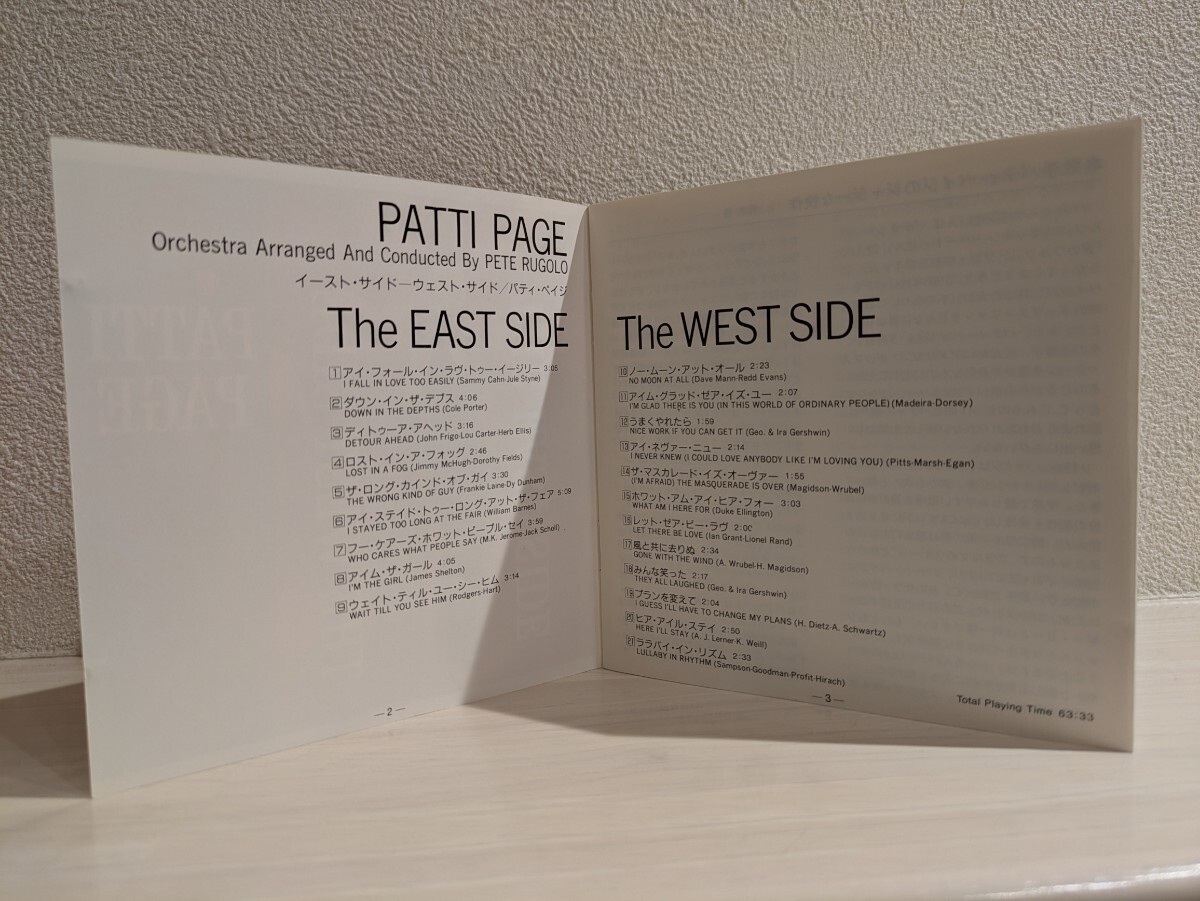 PATTI PAGE
Orchestra Arranged And Conducted By PETE RUGOLO
イースト・サイド—ウェスト・サイド／パティ・ペイジ
The EAST SIDE
1 アイ・フォール・イン・ラヴ・トゥー・イージリー 3:05
I FALL IN LOVE TOO EASILY (Sammy Cahn-Jule Styne)
2 ダウン・イン・ザ・デプス 4:06
DOWN IN THE DEPTHS (Cole Porter)
3 ディトゥーア・アヘッド 3:16
DETOUR AHEAD (John Frigo-Lou Carter-Herb Ellis)
4 ロスト・イン・ア・フォッグ 2:46
LOST IN A FOG (Jimmy McHugh-Dorothy Fields)
5 ザ・ロング・カインド・オブ・ガイ 3:30
THE WRONG KIND OF GUY (Frankie Laine-Dy Dunham)
6 アイ・ステイド・トゥー・ロング・アット・ザ・フェア 5:09
I STAYED TOO LONG AT THE FAIR (William Barnes)
7 フー・ケアーズ・ホワット・ピープル・セイ 3:59
WHO CARES WHAT PEOPLE SAY (M.K. Jerome-Jack Scholl)
8 アイム・ザ・ガール 4:05
I'M THE GIRL (James Shelton)
9 ウェイト・ティル・ユー・シー・ヒム 3:14
WAIT TILL YOU SEE HIM (Rodgers-Hart)
—2—
The WEST SIDE
10 ノー・ムーン・アット・オール 2:23
NO MOON AT ALL (Dave Mann-Redd Evans)
11 アイム・グラッド・ゼア・イズ・ユー 2:07
I'M GLAD THERE IS YOU (IN THIS WORLD OF ORDINARY PEOPLE) (Madeira-Dorsey)
12 うまくやれたら 1:59
NICE WORK IF YOU CAN GET IT (Geo. & Ira Gershwin)
13 アイ・ネヴァー・ニュー 2:14
I NEVER KNEW (I COULD LOVE ANYBODY LIKE I'M LOVING YOU) (Pitts-Marsh-Egan)
14 ザ・マスカレード・イズ・オーヴァー 1:55
(I'M AFRAID) THE MASQUERADE IS OVER (Magidson-Wrubel)
15 ホワット・アム・アイ・ヒア・フォー 3:03
WHAT AM I HERE FOR (Duke Ellington)
16 レット・ゼア・ビー・ラヴ 2:00
LET THERE BE LOVE (Ian Grant-Lionel Rand)
17 風と共に去りぬ 2:34
GONE WITH THE WIND (A. Wrubel-H. Magidson)
18 みんな笑った 2:17
THEY ALL LAUGHED (Geo. & Ira Gershwin)
19 プランを変えて 2:04
I GUESS I'LL HAVE TO CHANGE MY PLANS (H. Dietz-A. Schwartz)
20 ヒア・アイル・ステイ 2:50
HERE I'LL STAY (A. J. Lerner-K. Weill)
21 ララバイ・イン・リズム 2:33
LULLABY IN RHYTHM (Sampson-Goodman-Profit-Hirach)
—3—
Total Playing Time 63:33